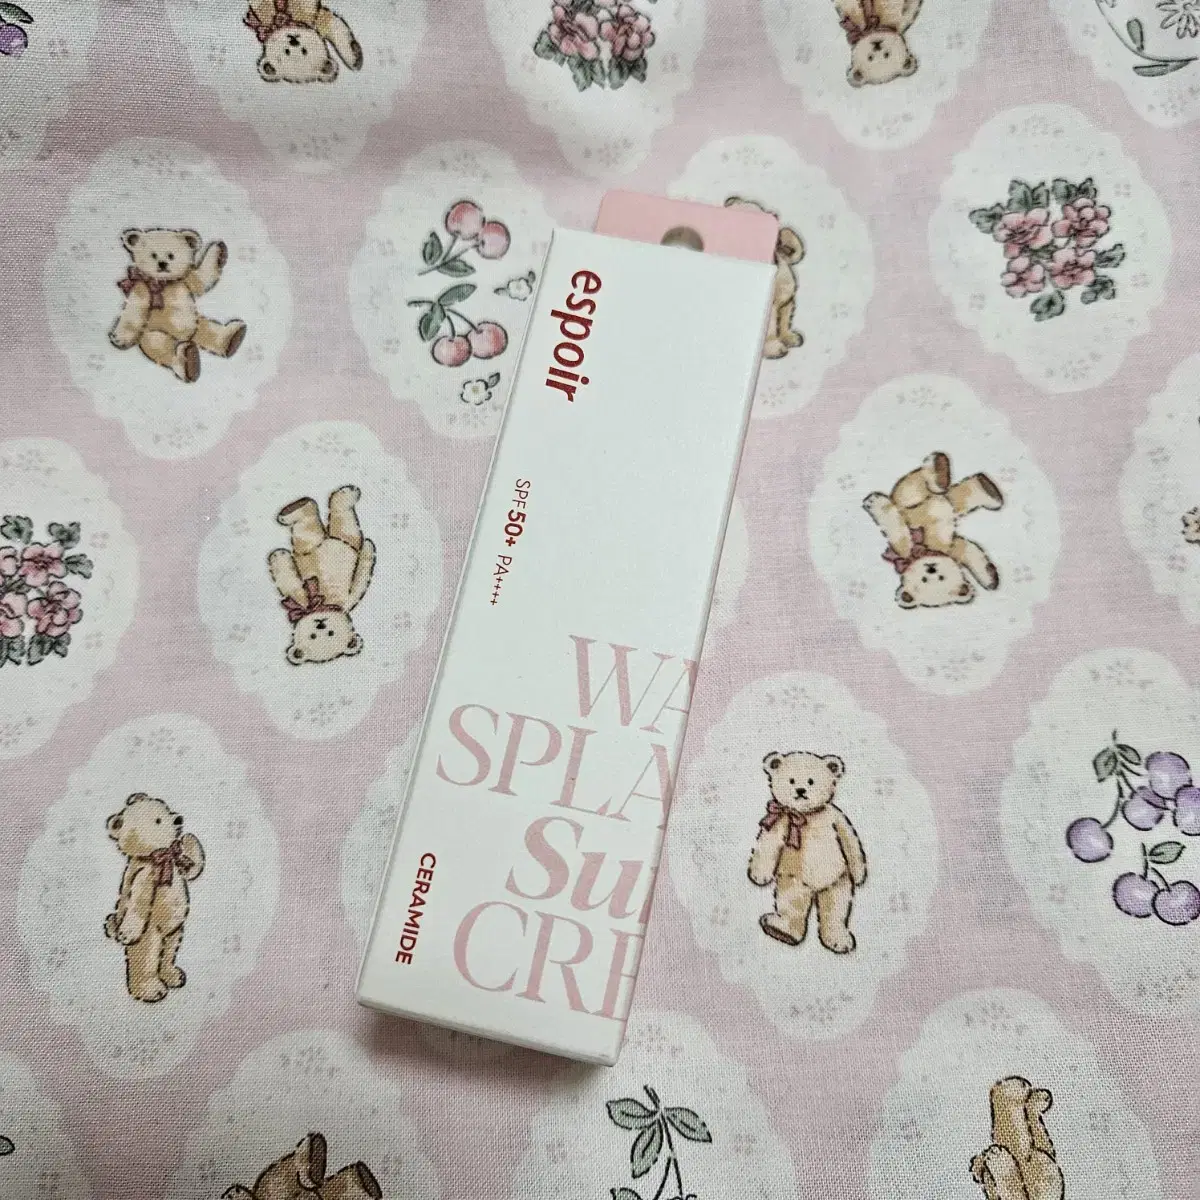 espoir
SPF50+ PA++++
WA
SPLA
Su
CRE
CERAMIDE